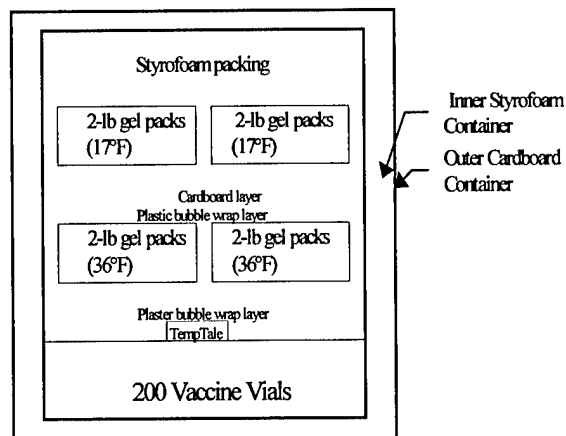 Styrofoam packing
2-lb gel packs
(17°F)
2-lb gel packs
(17°F)
Inner Styrofoam
Container
Outer Cardboard
Container
Cardboard layer
Plastic bubble wrap layer
2-lb gel packs
(36°F)
2-lb gel packs
(36°F)
Plaster bubble wrap layer
TempTale
200 Vaccine Vials